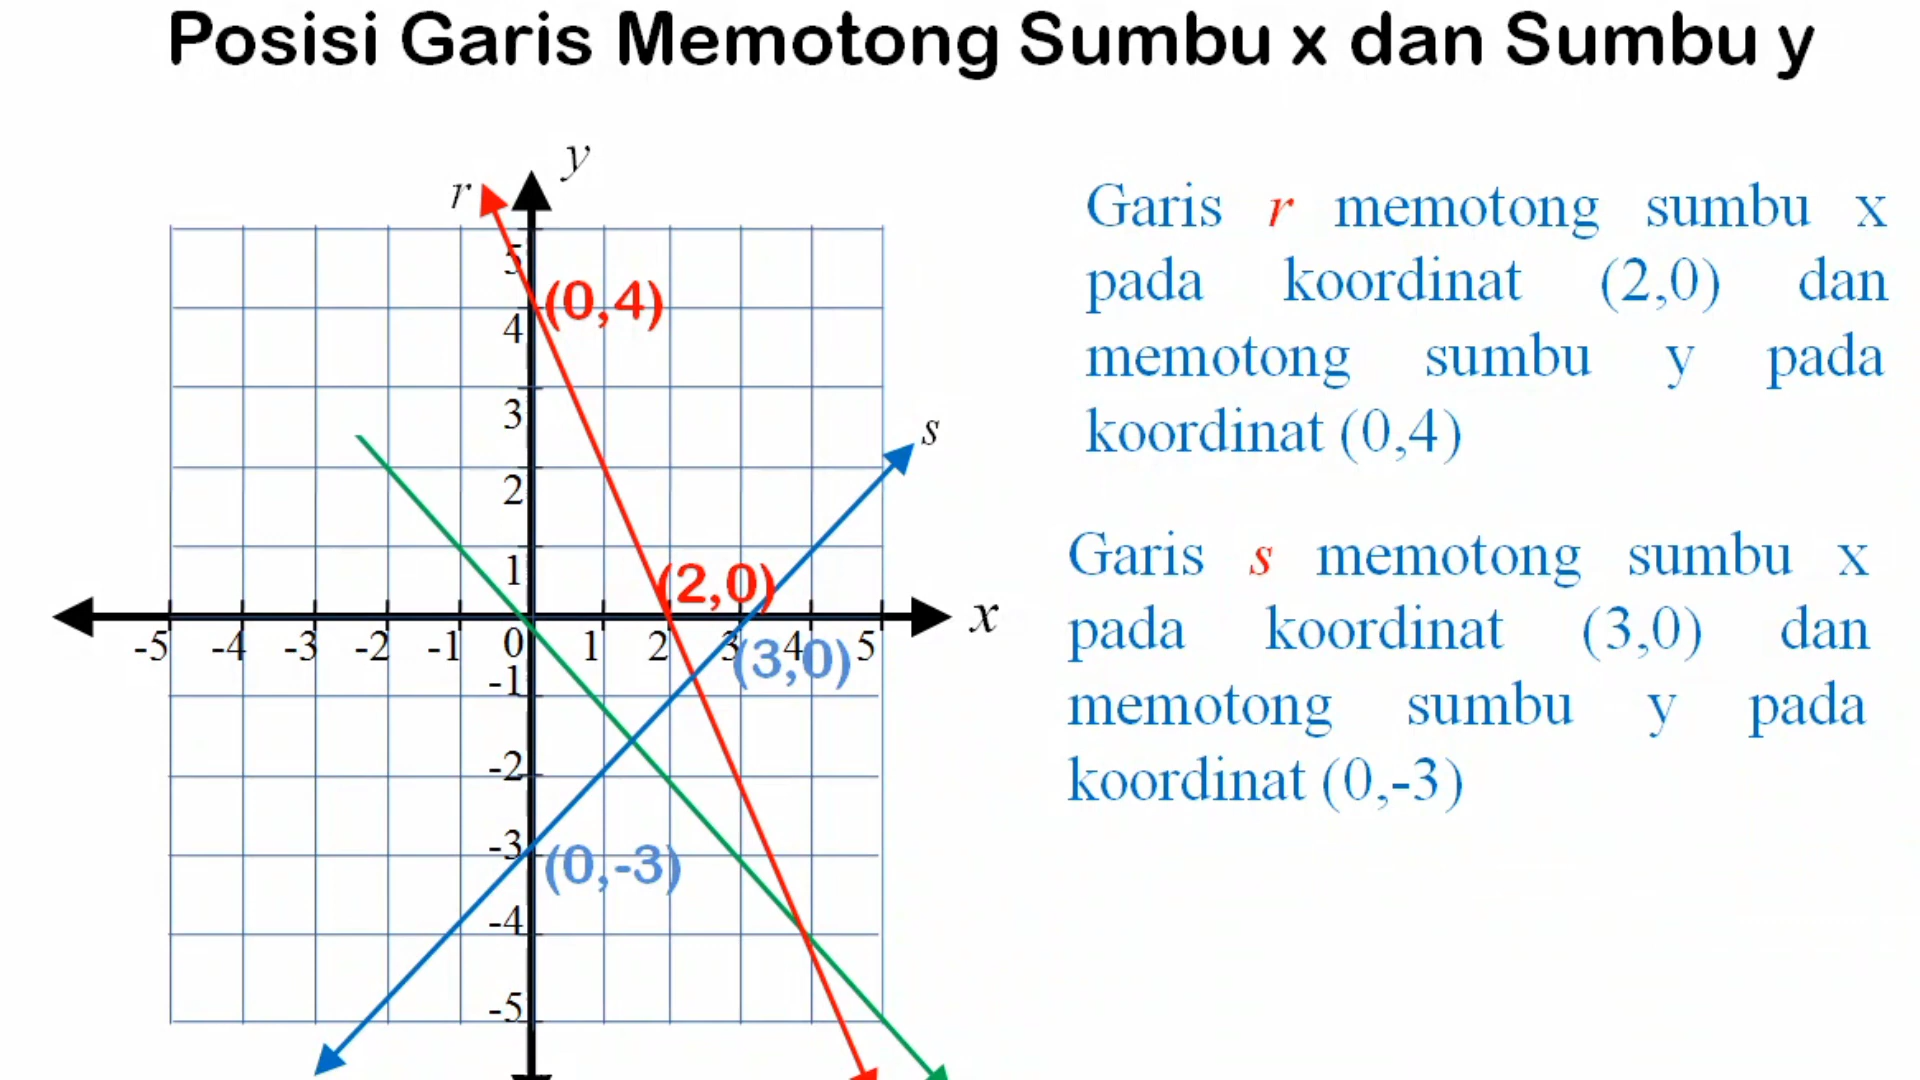 Posisi Garis Memotong Sumbu x dan Sumbu y
y
r
5
(0,4)
4
3
s
2
1
(2,0)
x
-5 -4 -3 -2 -1 0 1 2 3 4 5
(3,0)
-1
-2
-3
(0,-3)
-4
-5
Garis r memotong sumbu x
pada koordinat (2,0) dan
memotong sumbu y pada
koordinat (0,4)
Garis s memotong sumbu x
pada koordinat (3,0) dan
memotong sumbu y pada
koordinat (0,-3)